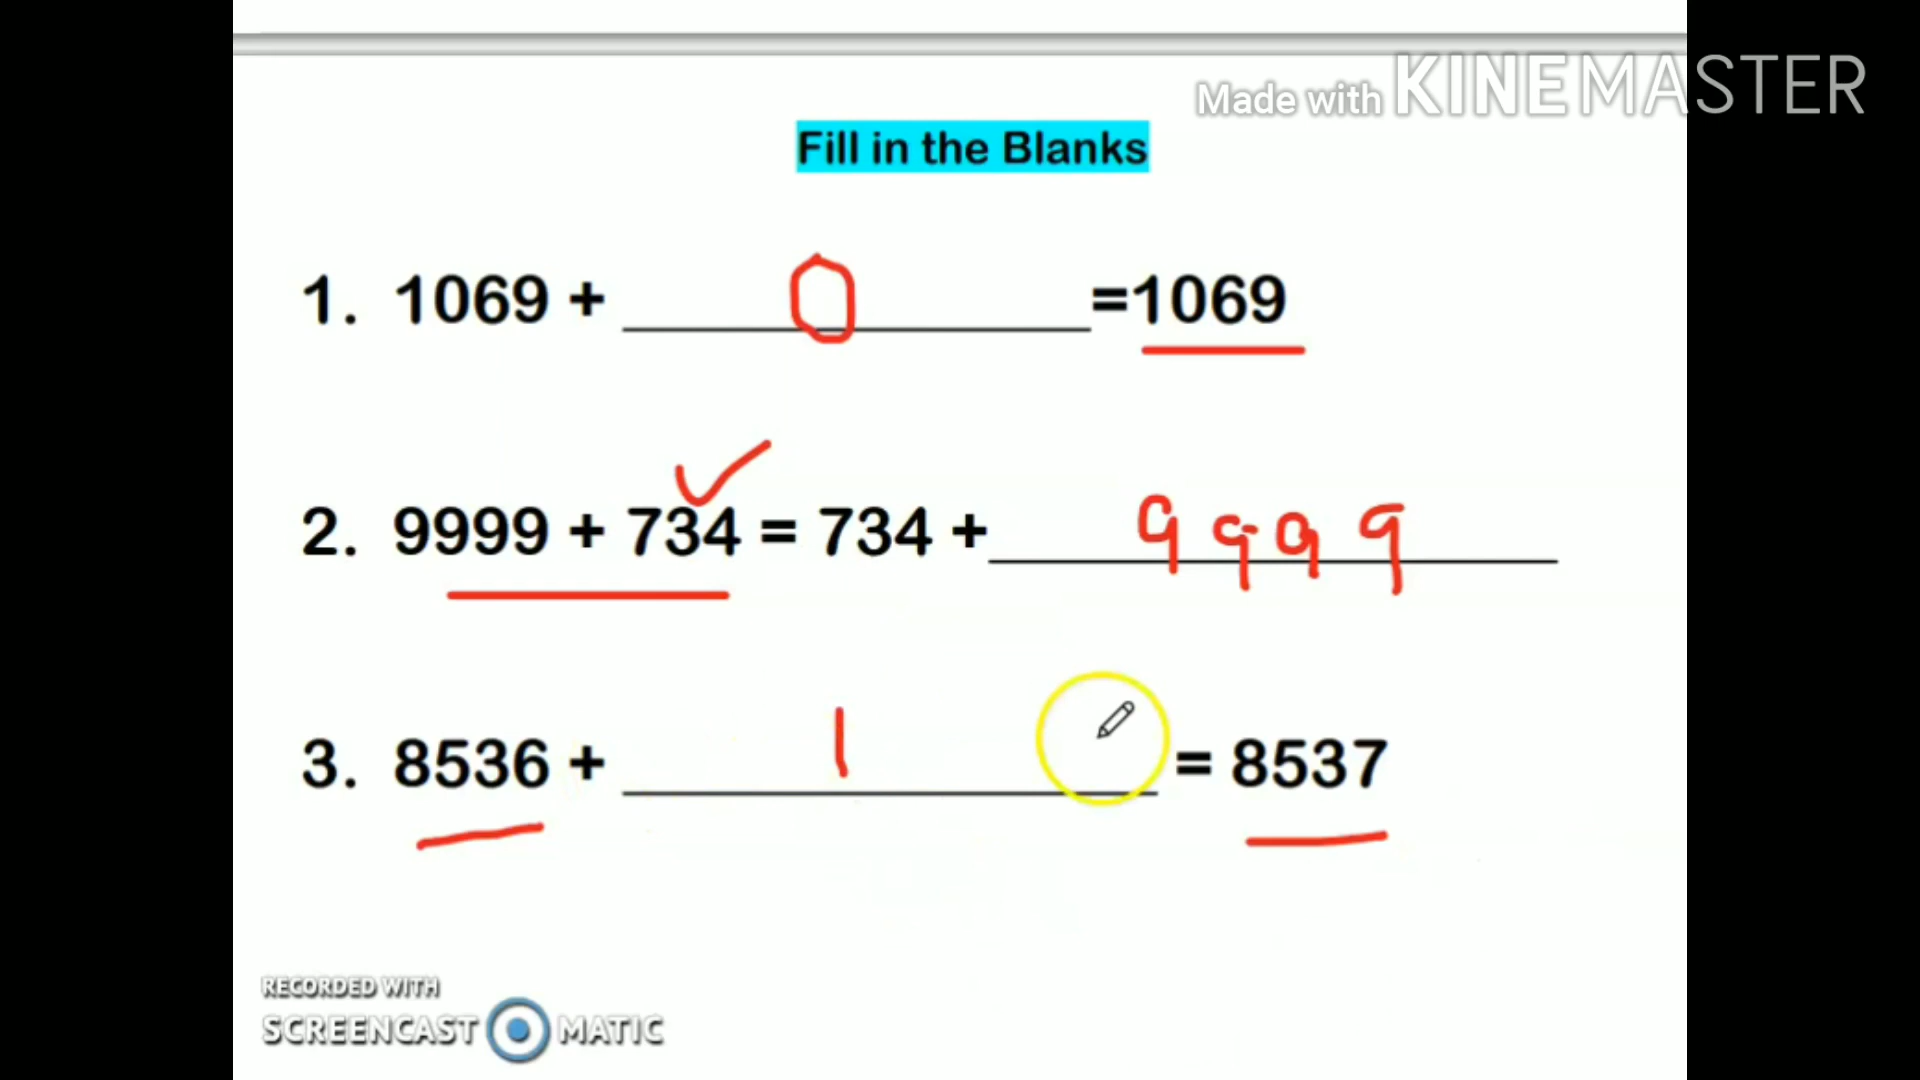 Made with KINEMASTER
Fill in the Blanks
1. 1069 + 0 =1069
2. 9999 + 734 = 734 + 9999
3. 8536 + 1 = 8537
RECORDED WITH
SCREENCAST MATIC